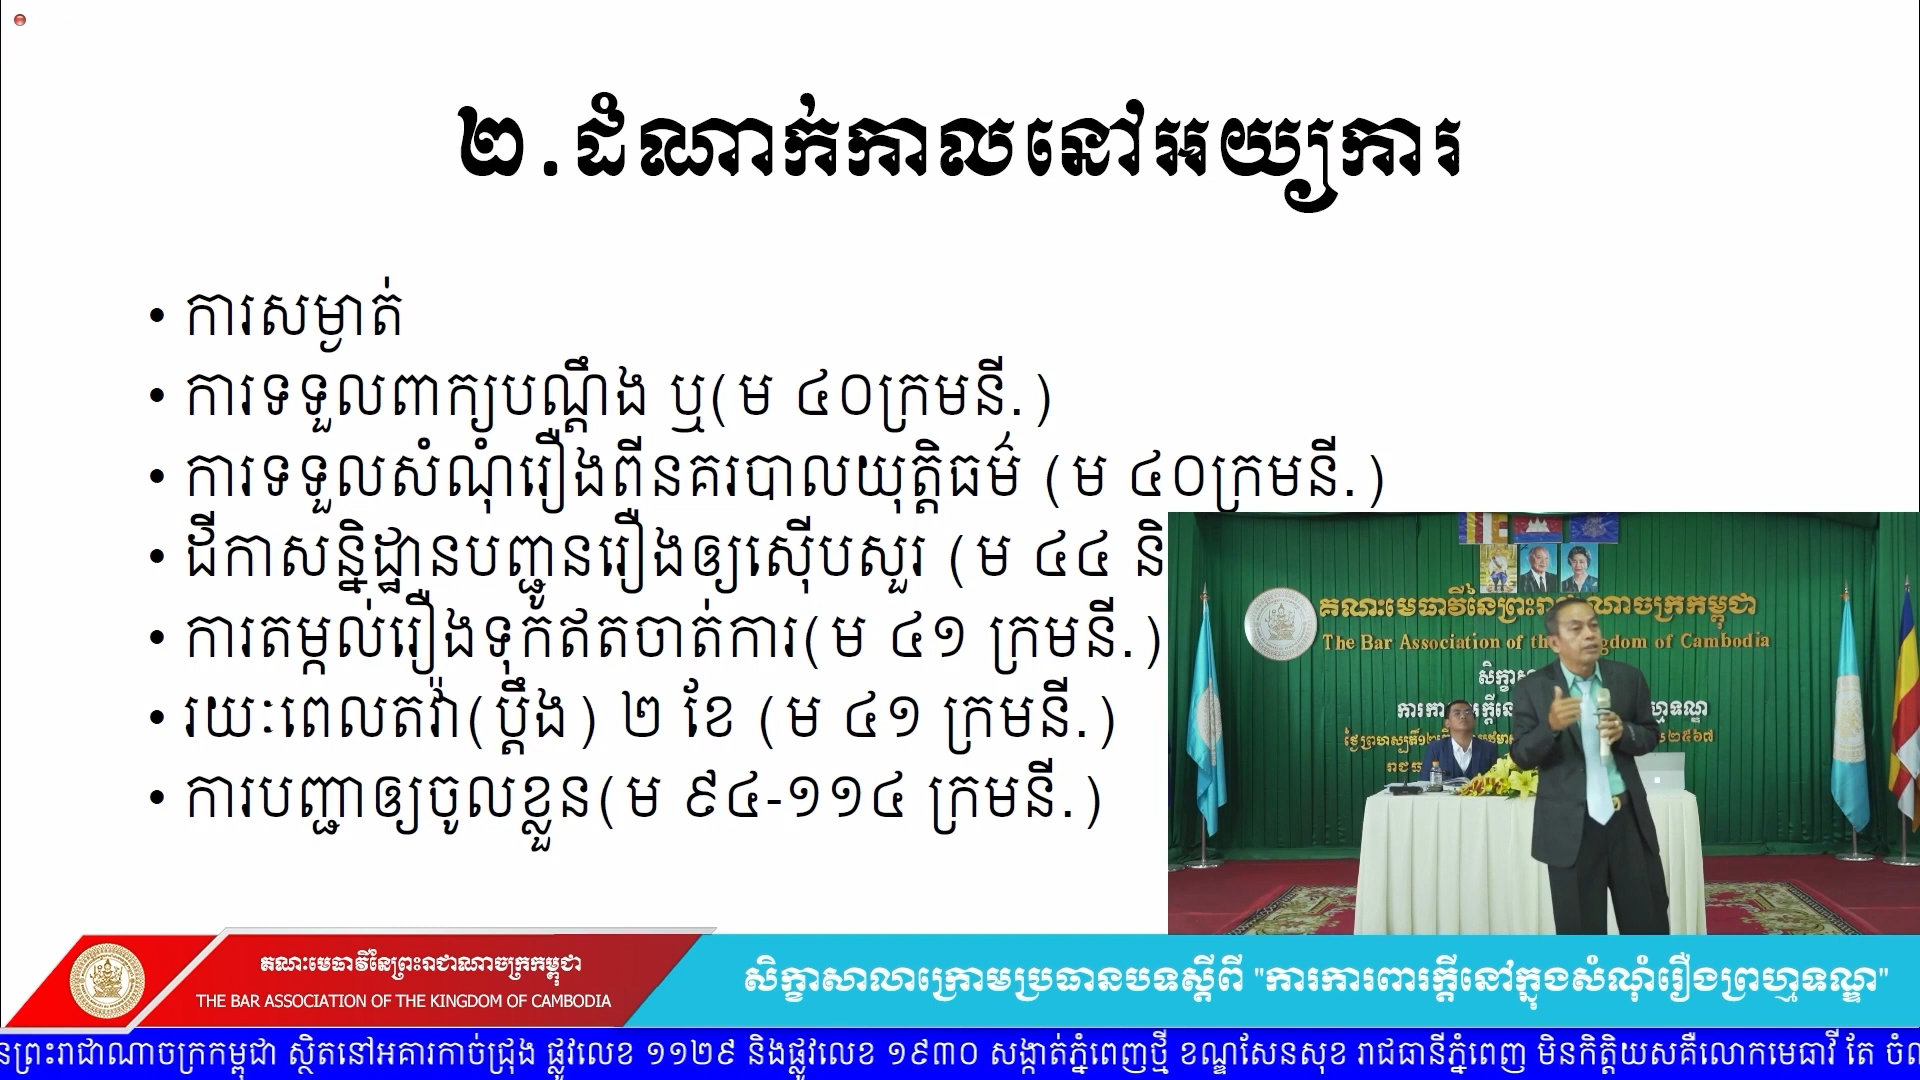 ២.ដំណាក់កាលនៅអយ្យការ
• ការសម្ងាត់
• ការទទួលពាក្យបណ្តឹង ឬ(ម ៤០ក្រមនី.)
• ការទទួលសំណុំរឿងពីនគរបាលយុត្តិធម៌ (ម ៤០ក្រមនី.)
• ដីកាសន្និដ្ឋានបញ្ជូនរឿងឲ្យស៊ើបសួរ (ម ៤៤ និ
• ការតម្កល់រឿងទុកឥតចាត់ការ(ម ៤១ ក្រមនី.)
• រយៈពេលតវ៉ា(ប្តឹង) ២ ខែ (ម ៤១ ក្រមនី.)
• ការបញ្ជាឲ្យចូលខ្លួន(ម ៩៤-១១៤ ក្រមនី.)
គណៈមេធាវីនៃព្រះរាជាណាចក្រកម្ពុជា
The Bar Association of the Kingdom of Cambodia
សិក្ខាស
គណៈមេធាវីនៃព្រះរាជាណាចក្រកម្ពុជា
THE BAR ASSOCIATION OF THE KINGDOM OF CAMBODIA
សិក្ខាសាលាក្រោមប្រធានបទស្តីពី "ការការពារក្តីនៅក្នុងសំណុំរឿងព្រហ្មទណ្ឌ"
នព្រះរាជាណាចក្រកម្ពុជា ស្ថិតនៅអគារកាច់ជ្រុង ផ្លូវលេខ ១១២៩ និងផ្លូវលេខ ១៩៣០ សង្កាត់ភ្នំពេញថ្មី ខណ្ឌសែនសុខ រាជធានីភ្នំពេញ មិនកិត្តិយសគឺលោកមេធាវី តែ ចំ